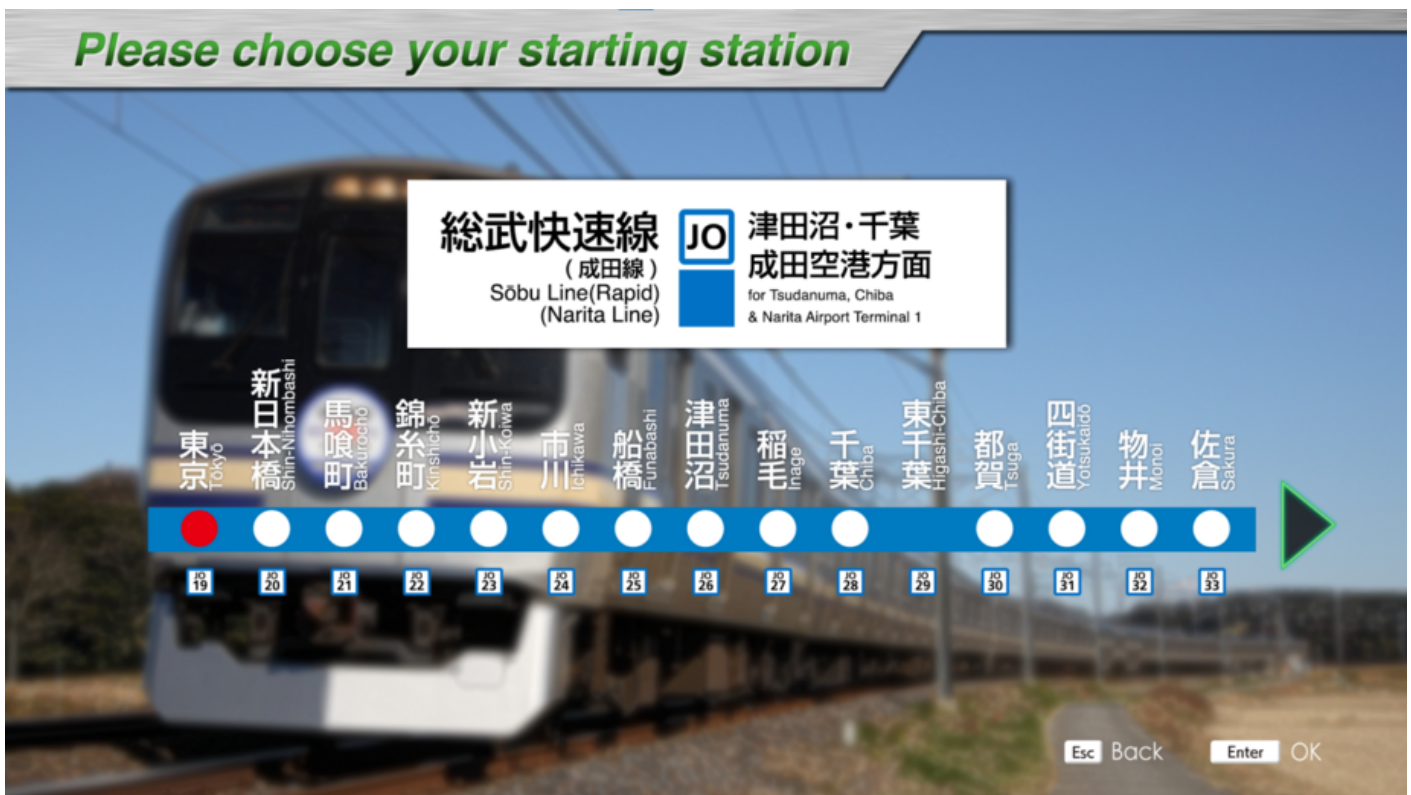 Please choose your starting station
総武快速線
(成田線)
Sōbu Line(Rapid)
(Narita Line)
JO
津田沼・千葉
成田空港方面
for Tsudanuma, Chiba
& Narita Airport Terminal 1
東京
Tōkyō
新日本橋
Shin-Nihombashi
馬喰町
Bakurochō
錦糸町
Kinshichō
新小岩
Shin-Koiwa
市川
Ichikawa
船橋
Funabashi
津田沼
Tsudanuma
稲毛
Inage
千葉
Chiba
東千葉
Higashi-Chiba
都賀
Tsuga
四街道
Yotsukaidō
物井
Monoi
佐倉
Sakura
JO
19
JO
20
JO
21
JO
22
JO
23
JO
24
JO
25
JO
26
JO
27
JO
28
JO
29
JO
30
JO
31
JO
32
JO
33
Esc Back
Enter OK